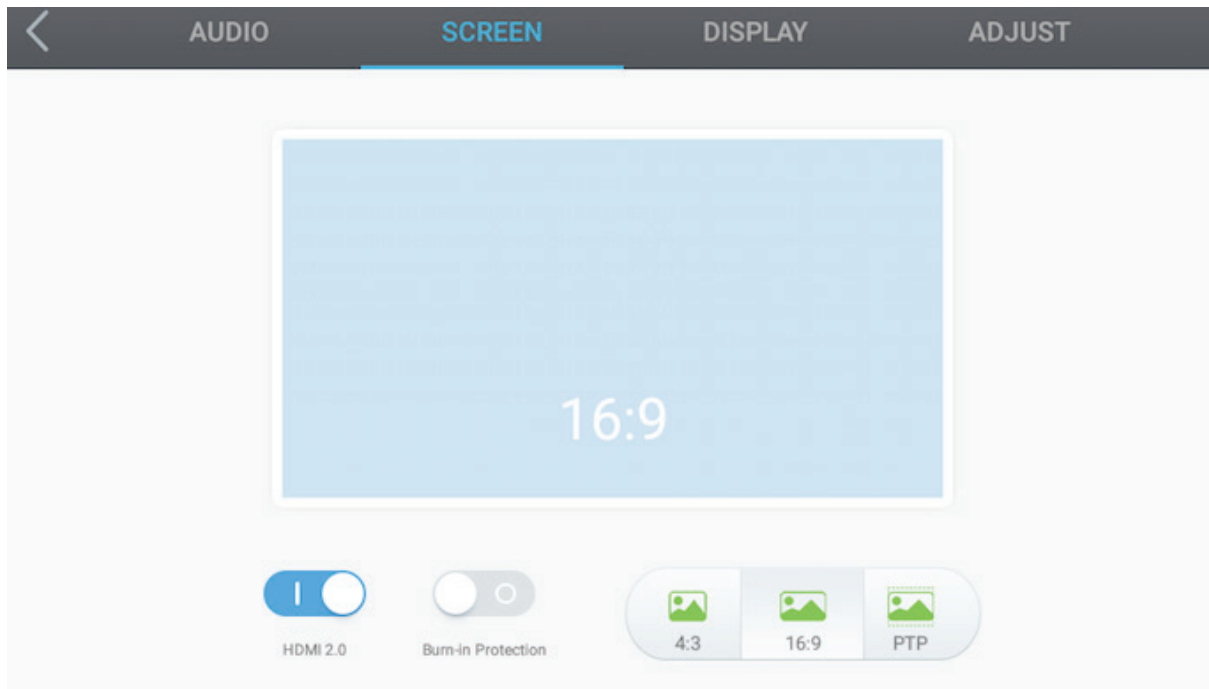 AUDIO SCREEN DISPLAY ADJUST
16:9
HDMI 2.0 Burn-in Protection 4:3 16:9 PTP